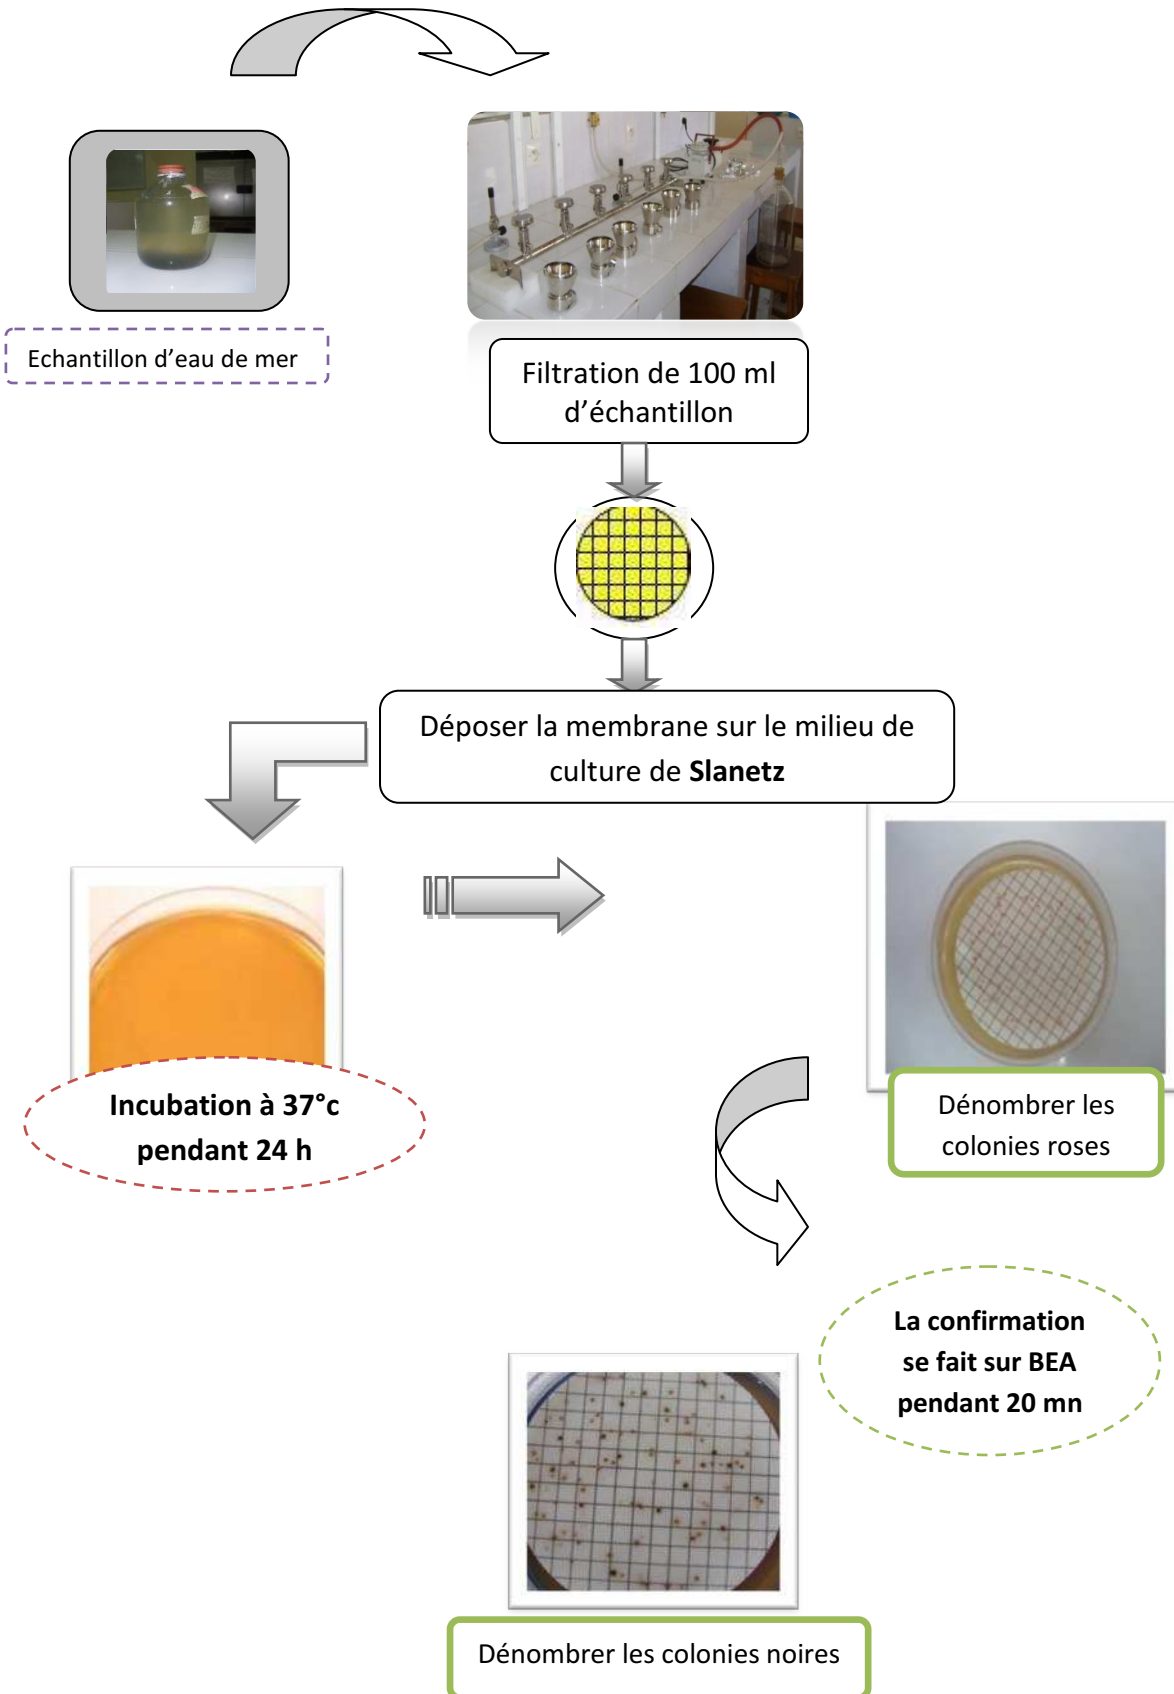 Echantillon d’eau de mer
Filtration de 100 ml
d’échantillon
Déposer la membrane sur le milieu de
culture de Slanetz
Incubation à 37°c
pendant 24 h
Dénombrer les
colonies roses
La confirmation
se fait sur BEA
pendant 20 mn
Dénombrer les colonies noires